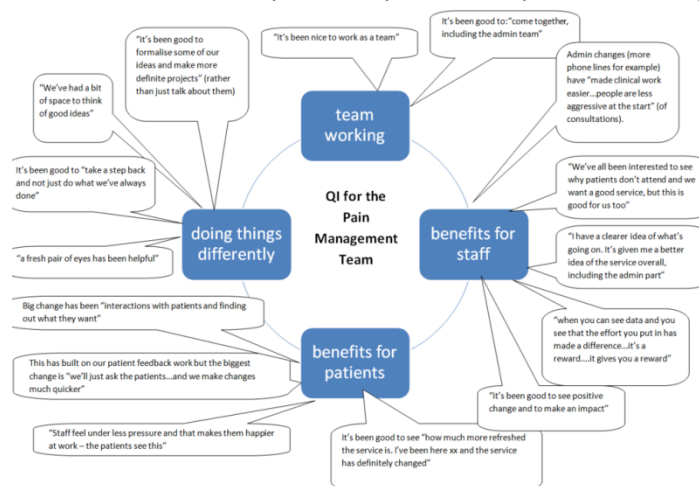 "It's been nice to work as a team"
It's been good to:"come together,
including the admin team"
"It's been good to
formalise some of our
ideas and make more
definite projects" (rather
than just talk about them)
Admin changes (more
phone lines for example)
have "made clinical work
easier...people are less
aggressive at the start" (of
consultations).
"We've had a bit
of space to think
of good ideas"
team
working
It's been good to "take a step back
and not just do what we've always
done"
"We've all been interested to see
why patients don't attend and we
want a good service, but this is
good for us too"
QI for the
Pain
Management
Team
doing things
differently
benefits for
staff
"I have a clearer idea of what's
going on. It's given me a better
idea of the service overall,
including the admin part"
"a fresh pair of eyes has been helpful"
Big change has been "interactions with patients and finding
out what they want"
"when you can see data and you
see that the effort you put in has
made a difference...it's a
reward....it gives you a reward"
benefits for
patients
This has built on our patient feedback work but the biggest
change is "we'll just ask the patients...and we make changes
much quicker"
"it's been good to see positive
change and to make an impact"
"Staff feel under less pressure and that makes them happier
at work – the patients see this"
It's been good to see "how much more refreshed
the service is. I've been here xx and the service
has definitely changed"